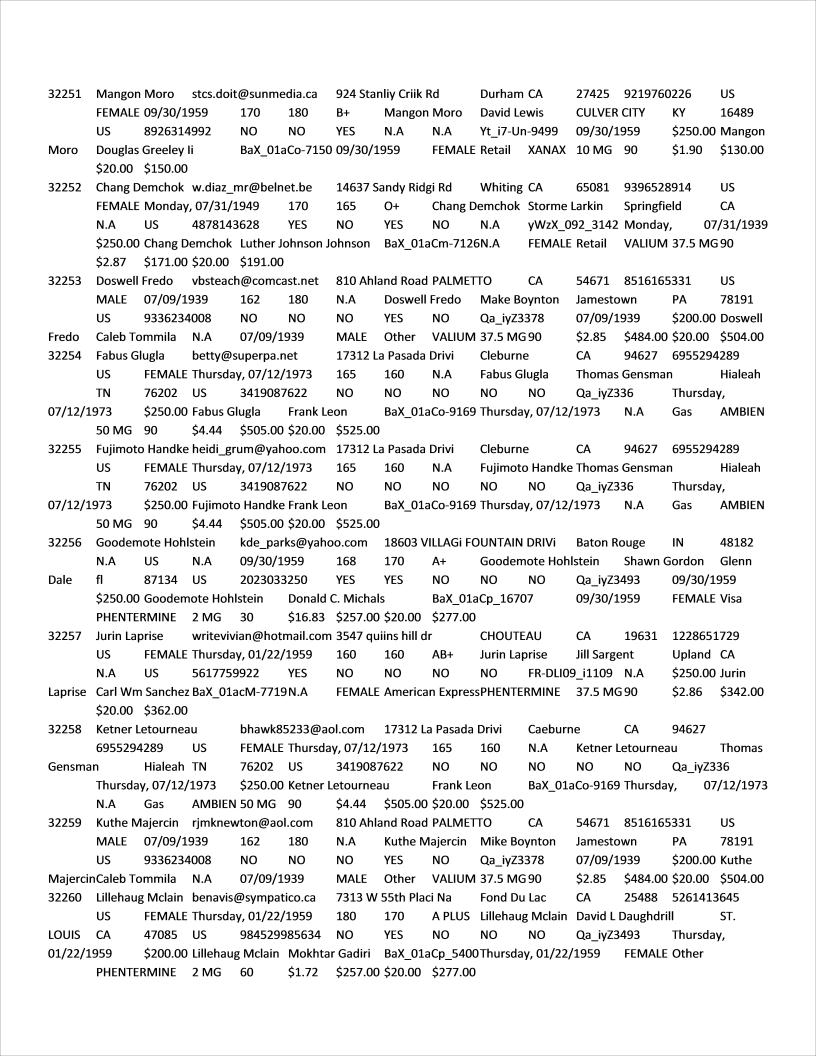 32251 Mangon Moro stcs.doit@sunmedia.ca 924 Stanliy Criik Rd Durham CA 27425 9219760226 US
FEMALE 09/30/1959 170 180 B+ Mangon Moro David Lewis CULVER CITY KY 16489
US 8926314992 NO NO YES N.A N.A Yt_i7-Un-9499 09/30/1959 $250.00 Mangon
Moro Douglas Greeley Ii BaX_01aCo-7150 09/30/1959 FEMALE Retail XANAX 10 MG 90 $1.90 $130.00
$20.00 $150.00
32252 Chang Demchok w.diaz_mr@belnet.be 14637 Sandy Ridgi Rd Whiting CA 65081 9396528914 US
FEMALE Monday, 07/31/1949 170 165 O+ Chang Demchok Storme Larkin Springfield CA
N.A US 4878143628 YES NO YES NO N.A yWzX_092_3142 Monday, 07/31/1939
$250.00 Chang Demchok Luther Johnson Johnson BaX_01aCm-7126N.A FEMALE Retail VALIUM 37.5 MG 90
$2.87 $171.00 $20.00 $191.00
32253 Doswell Fredo vbsteach@comcast.net 810 Ahland Road PALMETTO CA 54671 8516165331 US
MALE 07/09/1939 162 180 N.A Doswell Fredo Make Boynton Jamestown PA 78191
US 9336234008 NO NO NO YES NO Qa_iyZ3378 07/09/1939 $200.00 Doswell
Fredo Caleb Tommila N.A 07/09/1939 MALE Other VALIUM 37.5 MG 90 $2.85 $484.00 $20.00 $504.00
32254 Fabus Glugla betty@superpa.net 17312 La Pasada Drivi Cleburne CA 94627 6955294289
US FEMALE Thursday, 07/12/1973 165 160 N.A Fabus Glugla Thomas Gensman Hialeah
TN 76202 US 3419087622 NO NO NO NO NO Qa_iyZ336 Thursday,
07/12/1973 $250.00 Fabus Glugla Frank Leon BaX_01aCo-9169 Thursday, 07/12/1973 N.A Gas AMBIEN
50 MG 90 $4.44 $505.00 $20.00 $525.00
32255 Fujimoto Handke heidi_grum@yahoo.com 17312 La Pasada Drivi Cleburne CA 94627 6955294289
US FEMALE Thursday, 07/12/1973 165 160 N.A Fujimoto Handke Thomas Gensman Hialeah
TN 76202 US 3419087622 NO NO NO NO NO Qa_iyZ336 Thursday,
07/12/1973 $250.00 Fujimoto Handke Frank Leon BaX_01aCo-9169 Thursday, 07/12/1973 N.A Gas AMBIEN
50 MG 90 $4.44 $505.00 $20.00 $525.00
32256 Goodemote Hohlstein kde_parks@yahoo.com 18603 VILLAGi FOUNTAIN DRIVi Baton Rouge IN 48182
N.A US N.A 09/30/1959 168 170 A+ Goodemote Hohlstein Shawn Gordon Glenn
Dale fl 87134 US 2023033250 YES YES NO NO NO Qa_iyZ3493 09/30/1959
$250.00 Goodemote Hohlstein Donald C. Michals BaX_01aCp_16707 09/30/1959 FEMALE Visa
PHENTERMINE 2 MG 30 $16.83 $257.00 $20.00 $277.00
32257 Jurin Laprise writevivian@hotmail.com 3547 quiins hill dr CHOUTEAU CA 19631 1228651729
US FEMALE Thursday, 01/22/1959 160 160 AB+ Jurin Laprise Jill Sargent Upland CA
N.A US 5617759922 YES NO NO NO NO FR-DLI09_i1109 N.A $250.00 Jurin
Laprise Carl Wm Sanchez BaX_01acM-7719N.A FEMALE American ExpressPHENTERMINE 37.5 MG 90 $2.86 $342.00
$20.00 $362.00
32258 Ketner Letourneau bhawk85233@aol.com 17312 La Pasada Drivi Caeburne CA 94627
6955294289 US FEMALE Thursday, 07/12/1973 165 160 N.A Ketner Letourneau Thomas
Gensman Hialeah TN 76202 US 3419087622 NO NO NO NO NO Qa_iyZ336
Thursday, 07/12/1973 $250.00 Ketner Letourneau Frank Leon BaX_01aCo-9169 Thursday, 07/12/1973
N.A Gas AMBIEN 50 MG 90 $4.44 $505.00 $20.00 $525.00
32259 Kuthe Majercin rjmknewton@aol.com 810 Ahland Road PALMETTO CA 54671 8516165331 US
MALE 07/09/1939 162 180 N.A Kuthe Majercin Mike Boynton Jamestown PA 78191
US 9336234008 NO NO NO YES NO Qa_iyZ3378 07/09/1939 $200.00 Kuthe
MajercinCaleb Tommila N.A 07/09/1939 MALE Other VALIUM 37.5 MG 90 $2.85 $484.00 $20.00 $504.00
32260 Lillehaug Mclain benavis@sympatico.ca 7313 W 55th Placi Na Fond Du Lac CA 25488 5261413645
US FEMALE Thursday, 01/22/1959 180 170 A PLUS Lillehaug Mclain David L Daughdrill ST.
LOUIS CA 47085 US 984529985634 NO YES NO NO NO Qa_iyZ3493 Thursday,
01/22/1959 $200.00 Lillehaug Mclain Mokhtar Gadiri BaX_01aCp_5400Thursday, 01/22/1959 FEMALE Other
PHENTERMINE 2 MG 60 $1.72 $257.00 $20.00 $277.00